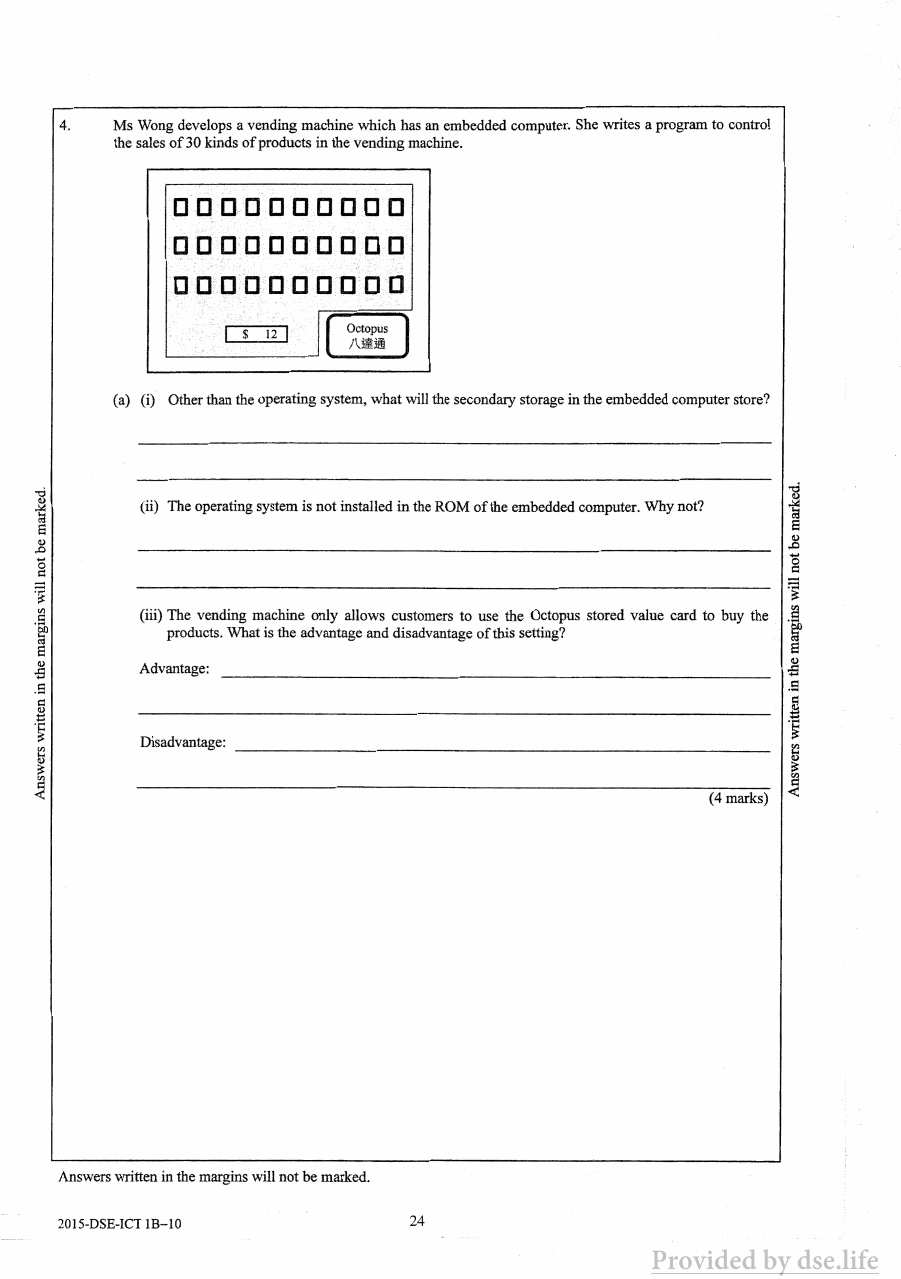 4. Ms Wong develops a vending machine which has an embedded computer. She writes a program to control
the sales of 30 kinds of products in the vending machine.
$ 12
Octopus
八達通
(a) (i) Other than the operating system, what will the secondary storage in the embedded computer store?
(ii) The operating system is not installed in the ROM of the embedded computer. Why not?
(iii) The vending machine only allows customers to use the Octopus stored value card to buy the
products. What is the advantage and disadvantage of this setting?
Advantage:
Disadvantage:
(4 marks)
Answers written in the margins will not be marked.
Answers written in the margins will not be marked.
Answers written in the margins will not be marked.
2015-DSE-ICT 1B–10
24
Provided by dse.life